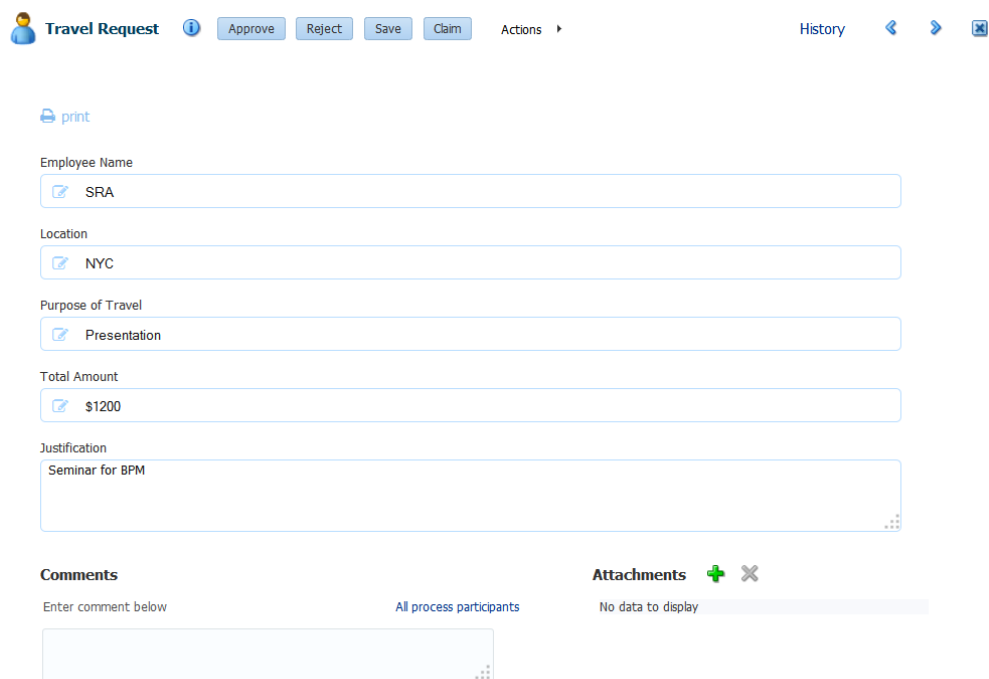 Travel Request Approve Reject Save Claim Actions History
print
Employee Name
SRA
Location
NYC
Purpose of Travel
Presentation
Total Amount
$1200
Justification
Seminar for BPM
Comments Attachments
Enter comment below All process participants No data to display